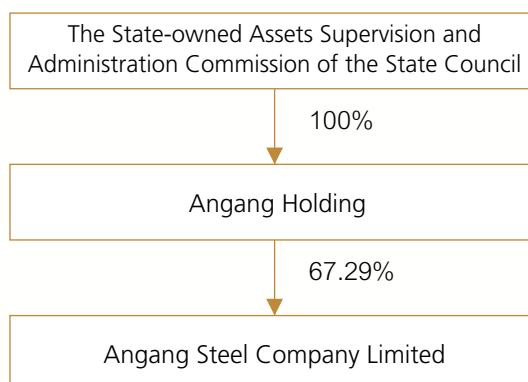 The State-owned Assets Supervision and
Administration Commission of the State Council
100%
Angang Holding
67.29%
Angang Steel Company Limited